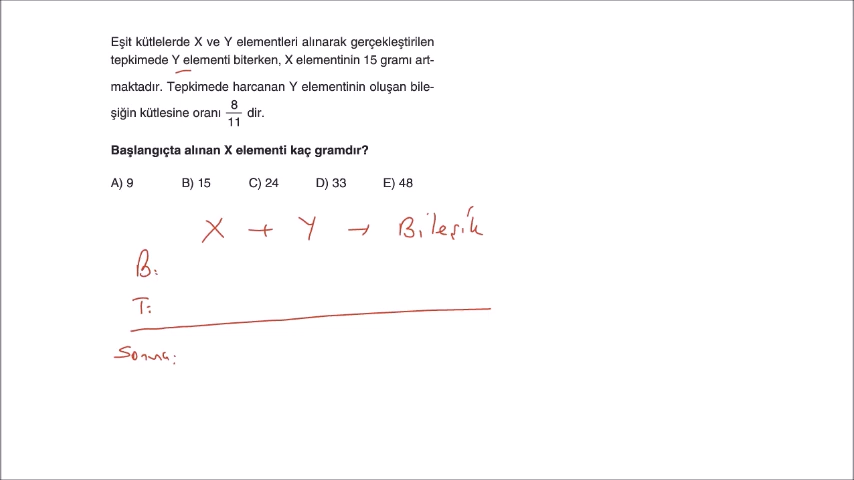 Eşit kütlelerde X ve Y elementleri alınarak gerçekleştirilen
tepkimede Y elementi biterken, X elementinin 15 gramı art-
maktadır. Tepkimede harcanan Y elementinin oluşan bile-
şiğin kütlesine oranı 8/11 dir.
Başlangıçta alınan X elementi kaç gramdır?
A) 9 B) 15 C) 24 D) 33 E) 48
X + Y → Bileşik
B:
T:
Sonra: